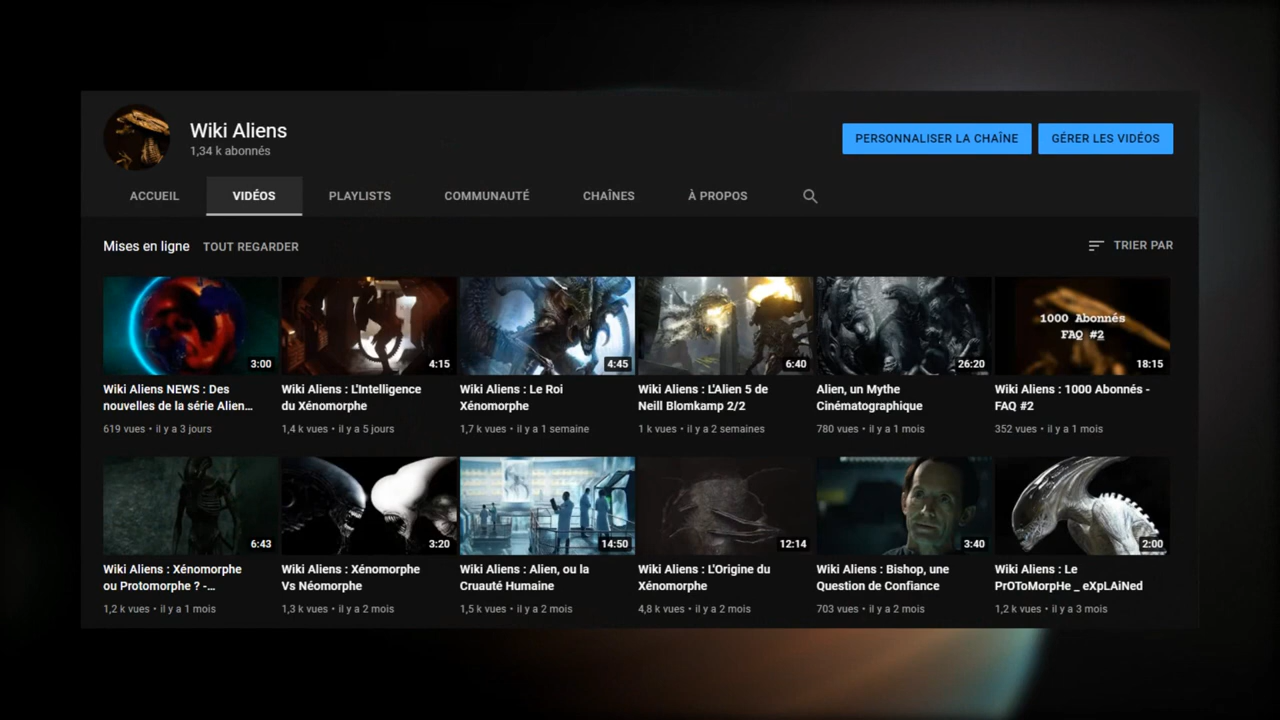 Wiki Aliens
1,34 k abonnés
PERSONNALISER LA CHAÎNE
GÉRER LES VIDÉOS
ACCUEIL
VIDÉOS
PLAYLISTS
COMMUNAUTÉ
CHAÎNES
À PROPOS
Mises en ligne
TOUT REGARDER
TRIER PAR
3:00
Wiki Aliens NEWS : Des
nouvelles de la série Alien...
619 vues • il y a 3 jours
4:15
Wiki Aliens : L'Intelligence
du Xénomorphe
1,4 k vues • il y a 5 jours
4:45
Wiki Aliens : Le Roi
Xénomorphe
1,7 k vues • il y a 1 semaine
6:40
Wiki Aliens : L'Alien 5 de
Neill Blomkamp 2/2
1 k vues • il y a 2 semaines
26:20
Alien, un Mythe
Cinématographique
780 vues • il y a 1 mois
1000 Abonnés
FAQ #2
18:15
Wiki Aliens : 1000 Abonnés -
FAQ #2
352 vues • il y a 1 mois
6:43
Wiki Aliens : Xénomorphe
ou Protomorphe ? -...
1,2 k vues • il y a 1 mois
3:20
Wiki Aliens : Xénomorphe
Vs Néomorphe
1,3 k vues • il y a 2 mois
14:50
Wiki Aliens : Alien, ou la
Cruauté Humaine
1,5 k vues • il y a 2 mois
12:14
Wiki Aliens : L'Origine du
Xénomorphe
4,8 k vues • il y a 2 mois
3:40
Wiki Aliens : Bishop, une
Question de Confiance
703 vues • il y a 2 mois
2:00
Wiki Aliens : Le
PrOToMorpHe _ eXpLAiNed
1,2 k vues • il y a 3 mois